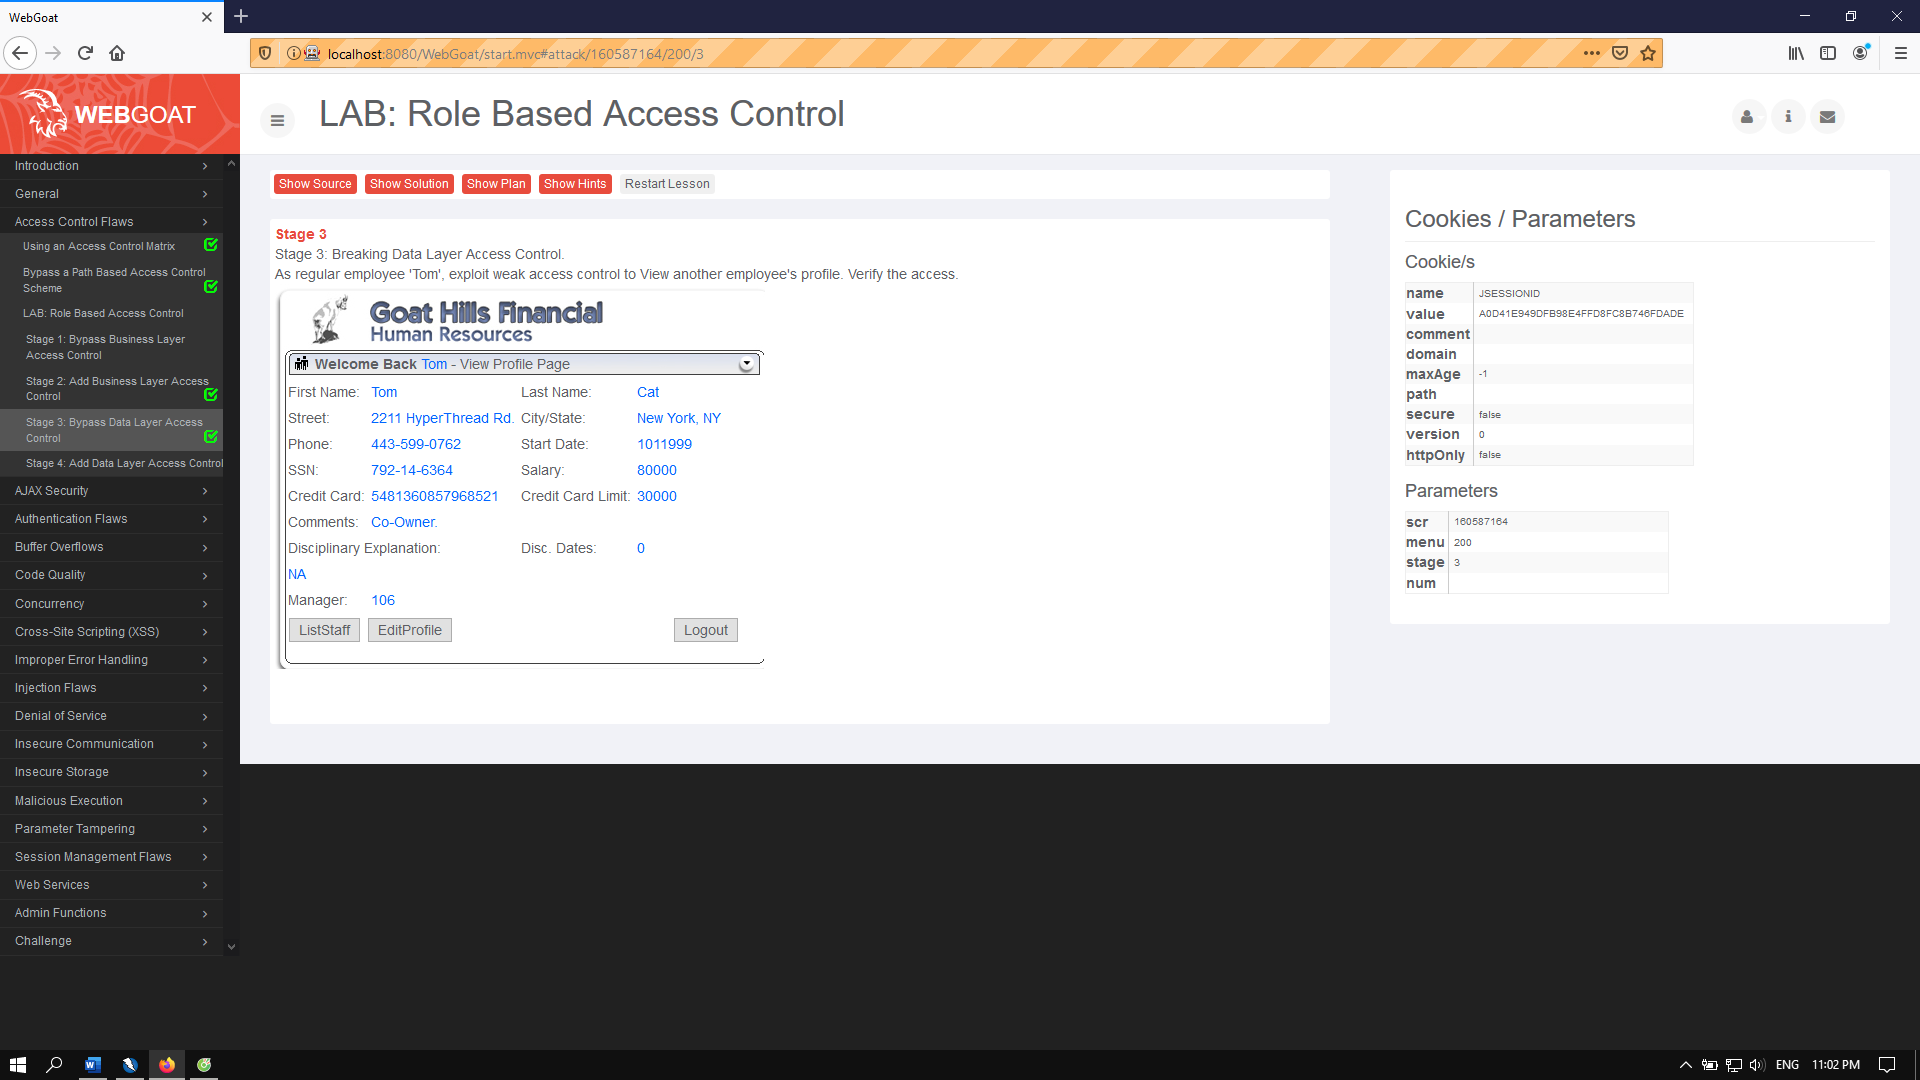 WebGoat
localhost:8080/WebGoat/start.mvc#attack/160587164/200/3
WEBGOAT
LAB: Role Based Access Control
Introduction
General
Access Control Flaws
Using an Access Control Matrix
Bypass a Path Based Access Control
Scheme
LAB: Role Based Access Control
Stage 1: Bypass Business Layer
Access Control
Stage 2: Add Business Layer Access
Control
Stage 3: Bypass Data Layer Access
Control
Stage 4: Add Data Layer Access Control
AJAX Security
Authentication Flaws
Buffer Overflows
Code Quality
Concurrency
Cross-Site Scripting (XSS)
Improper Error Handling
Injection Flaws
Denial of Service
Insecure Communication
Insecure Storage
Malicious Execution
Parameter Tampering
Session Management Flaws
Web Services
Admin Functions
Challenge
Show Source Show Solution Show Plan Show Hints Restart Lesson
Stage 3
Stage 3: Breaking Data Layer Access Control.
As regular employee 'Tom', exploit weak access control to View another employee's profile. Verify the access.
Goat Hills Financial
Human Resources
Welcome Back Tom - View Profile Page
First Name: Tom Last Name: Cat
Street: 2211 HyperThread Rd. City/State: New York, NY
Phone: 443-599-0762 Start Date: 1011999
SSN: 792-14-6364 Salary: 80000
Credit Card: 5481360857968521 Credit Card Limit: 30000
Comments: Co-Owner.
Disciplinary Explanation: Disc. Dates: 0
NA
Manager: 106
ListStaff EditProfile Logout
Cookies / Parameters
Cookie/s
name JSESSIONID
value A0D41E949DFB98E4FFD8FC8B746FDADE
comment
domain
maxAge -1
path
secure false
version 0
httpOnly false
Parameters
scr 160587164
menu 200
stage 3
num
ENG 11:02 PM